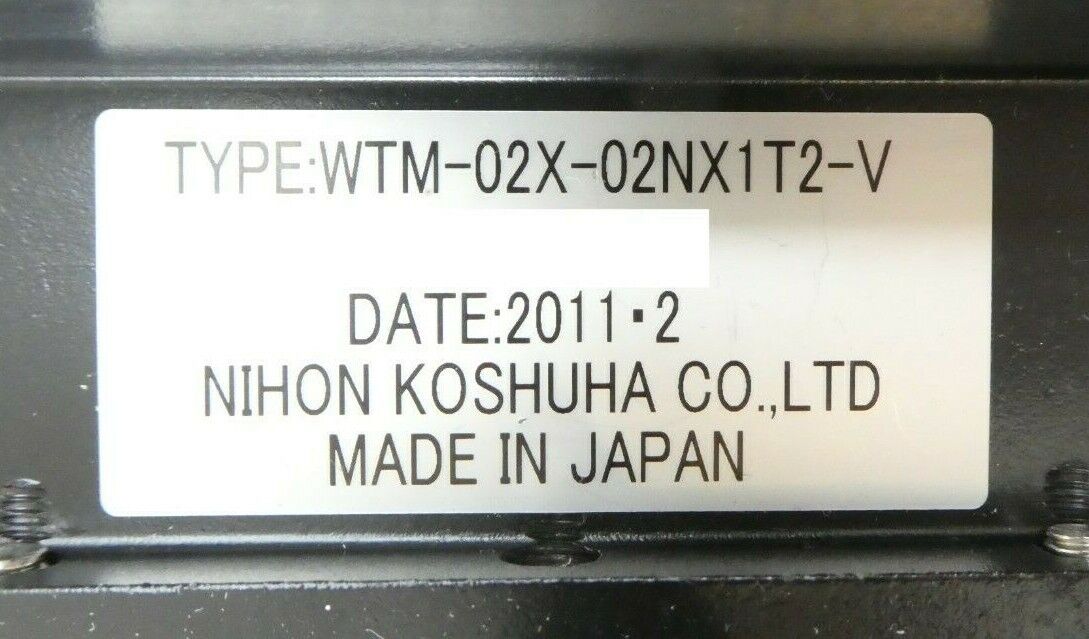 TYPE:WTM-02X-02NX1T2-V
DATE:2011・2
NIHON KOSHUHA CO.,LTD
MADE IN JAPAN